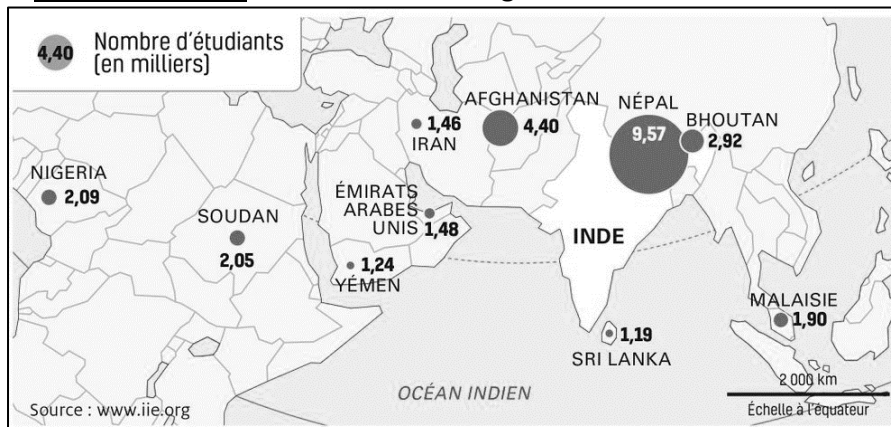 4,40
Nombre d'étudiants
(en milliers)
AFGHANISTAN
4,40
NÉPAL
9,57
BHOUTAN
2,92
1,46
IRAN
NIGERIA
2,09
SOUDAN
2,05
ÉMIRATS
ARABES
UNIS
1,48
INDE
1,24
YÉMEN
MALAISIE
1,90
1,19
SRI LANKA
2 000 km
OCÉAN INDIEN
Source : www.iie.org
Échelle à l'équateur